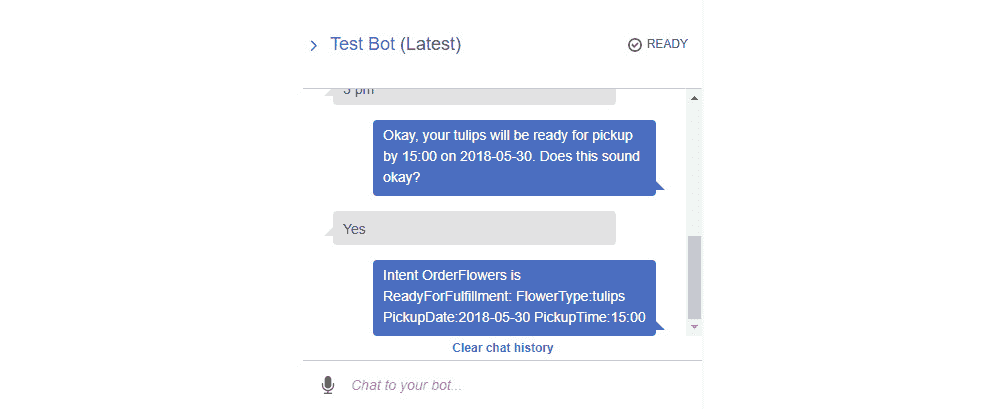 Test Bot (Latest)
READY
pm
Okay, your tulips will be ready for pickup
by 15:00 on 2018-05-30. Does this sound
okay?
Yes
Intent OrderFlowers is
ReadyForFulfillment: FlowerType:tulips
PickupDate:2018-05-30 PickupTime:15:00
Clear chat history
Chat to your bot...